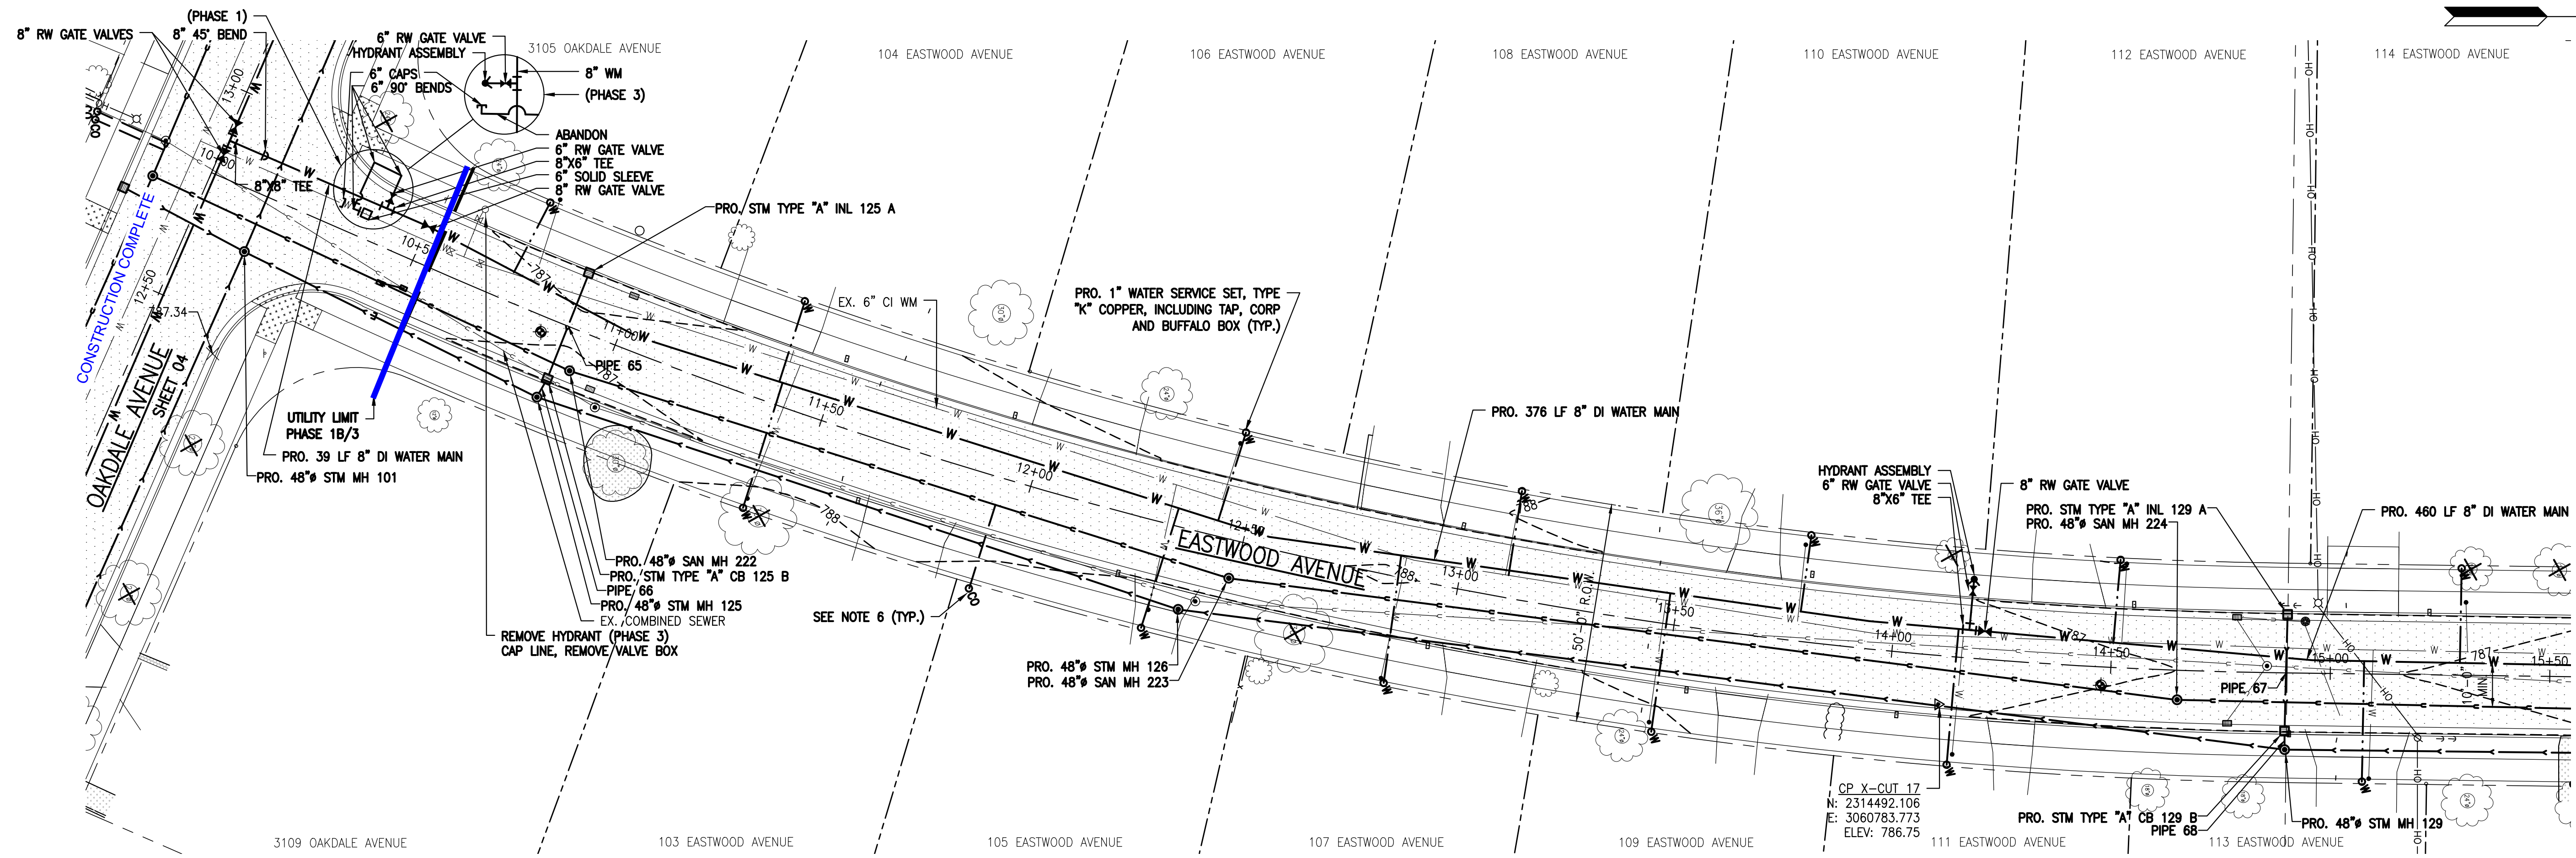 (PHASE 1)
8" RW GATE VALVES
8" 45° BEND
6" RW GATE VALVE
HYDRANT ASSEMBLY
3105 OAKDALE AVENUE
6" CAPS
6" 90° BENDS
8" WM
(PHASE 3)
ABANDON
6" RW GATE VALVE
8"X6" TEE
6" SOLID SLEEVE
8" RW GATE VALVE
8"X8" TEE
104 EASTWOOD AVENUE
106 EASTWOOD AVENUE
108 EASTWOOD AVENUE
110 EASTWOOD AVENUE
112 EASTWOOD AVENUE
114 EASTWOOD AVENUE
13+00
10+00
12+50
CONSTRUCTION COMPLETE
OAKDALE AVENUE
SHEET 04
UTILITY LIMIT
PHASE 1B/3
PRO. 39 LF 8" DI WATER MAIN
PRO. 48"ø STM MH 101
PRO. STM TYPE "A" INL 125 A
787
11+00
PIPE 65
787
EX. 6" CI WM
11+50
12+00
PRO. 1" WATER SERVICE SET, TYPE
"K" COPPER, INCLUDING TAP, CORP
AND BUFFALO BOX (TYP.)
PRO. 48"ø SAN MH 222
PRO. STM TYPE "A" CB 125 B
PIPE 66
PRO. 48"ø STM MH 125
EX. COMBINED SEWER
REMOVE HYDRANT (PHASE 3)
CAP LINE, REMOVE VALVE BOX
788
SEE NOTE 6 (TYP.)
PRO. 48"ø STM MH 126
PRO. 48"ø SAN MH 223
12+50
EASTWOOD AVENUE
788
13+00
788
PRO. 376 LF 8" DI WATER MAIN
50'-0" R.O.W.
13+50
14+00
HYDRANT ASSEMBLY
6" RW GATE VALVE
8"X6" TEE
8" RW GATE VALVE
PRO. STM TYPE "A" INL 129 A
PRO. 48"ø SAN MH 224
PRO. 460 LF 8" DI WATER MAIN
787
14+50
15+00
787
15+50
10'-0"
MIN
PIPE 67
CP X-CUT 17
N: 2314492.106
E: 3060783.773
ELEV: 786.75
PRO. STM TYPE "A" CB 129 B
PIPE 68
PRO. 48"ø STM MH 129
3109 OAKDALE AVENUE
103 EASTWOOD AVENUE
105 EASTWOOD AVENUE
107 EASTWOOD AVENUE
109 EASTWOOD AVENUE
111 EASTWOOD AVENUE
113 EASTWOOD AVENUE